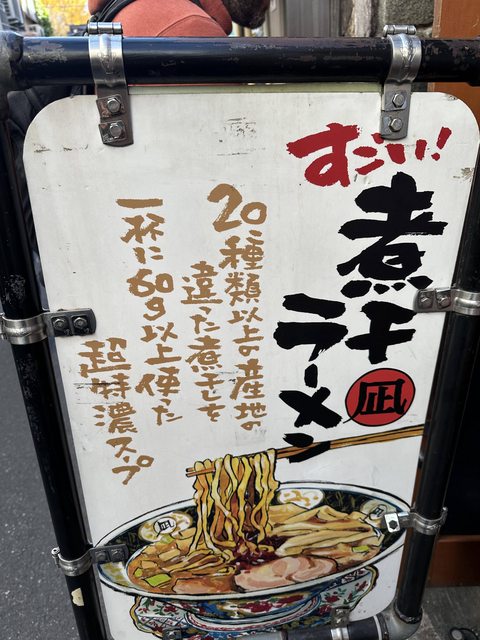 すごい!
煮干
ラーメン
凪
20種類以上の産地の
違った煮干しを
一杯に60g以上使った
超特濃スープ
凪